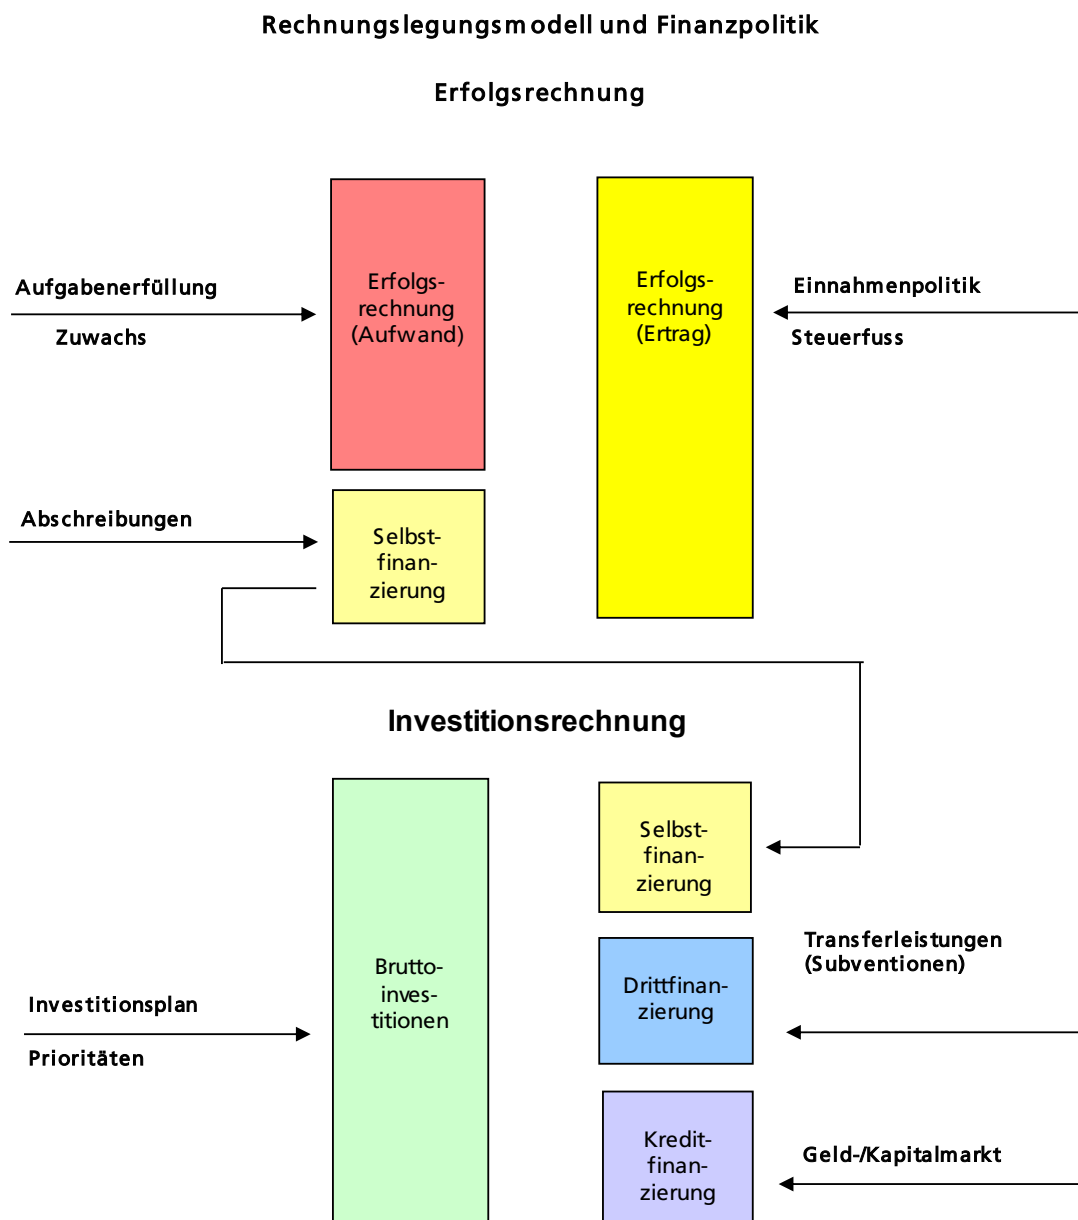 Rechnungslegungsmodell und Finanzpolitik
Erfolgsrechnung
Aufgabenerfüllung
Zuwachs
Erfolgs-
rechnung
(Aufwand)
Erfolgs-
rechnung
(Ertrag)
Einnahmenpolitik
Steuerfuss
Abschreibungen
Selbst-
finan-
zierung
Investitionsrechnung
Investitionsplan
Prioritäten
Brutto-
inves-
titionen
Selbst-
finan-
zierung
Drittfinan-
zierung
Transferleistungen
(Subventionen)
Kredit-
finan-
zierung
Geld-/Kapitalmarkt